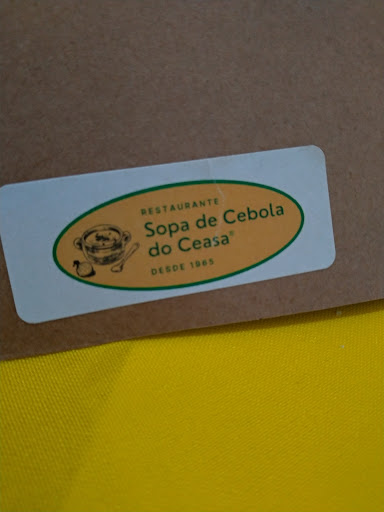 RESTAURANTE
Sopa de Cebola
do Ceasa®
DESDE 1965